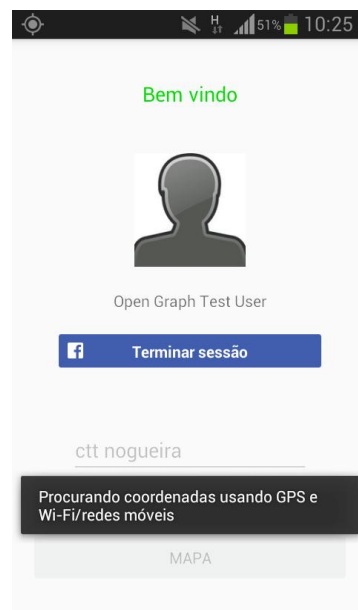 H 51% 10:25
Bem vindo
Open Graph Test User
f Terminar sessão
ctt nogueira
Procurando coordenadas usando GPS e
Wi-Fi/redes móveis
MAPA